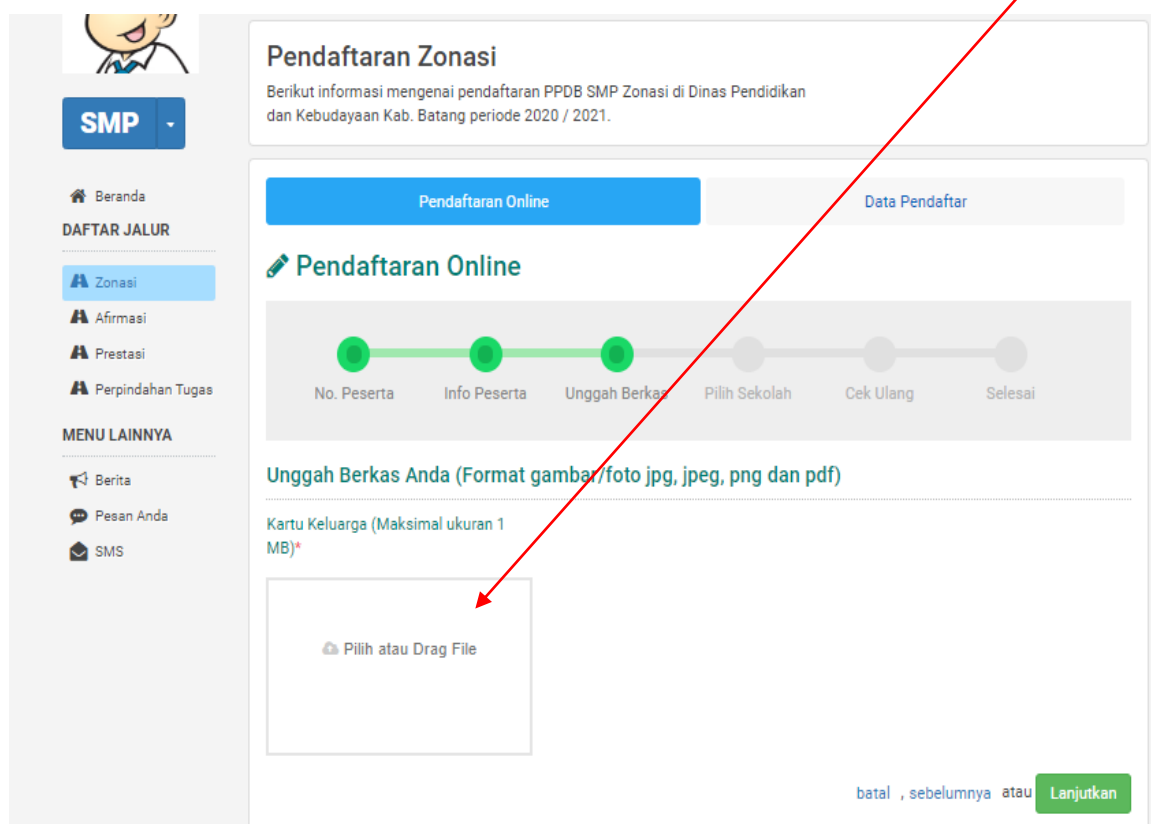 Pendaftaran Zonasi
Berikut informasi mengenai pendaftaran PPDB SMP Zonasi di Dinas Pendidikan
dan Kebudayaan Kab. Batang periode 2020 / 2021.
SMP
Beranda
DAFTAR JALUR
Zonasi
Afirmasi
Prestasi
Perpindahan Tugas
MENU LAINNYA
Berita
Pesan Anda
SMS
Pendaftaran Online
Data Pendaftar
Pendaftaran Online
No. Peserta
Info Peserta
Unggah Berkas
Pilih Sekolah
Cek Ulang
Selesai
Unggah Berkas Anda (Format gambar/foto jpg, jpeg, png dan pdf)
Kartu Keluarga (Maksimal ukuran 1
MB)*
Pilih atau Drag File
batal , sebelumnya atau Lanjutkan